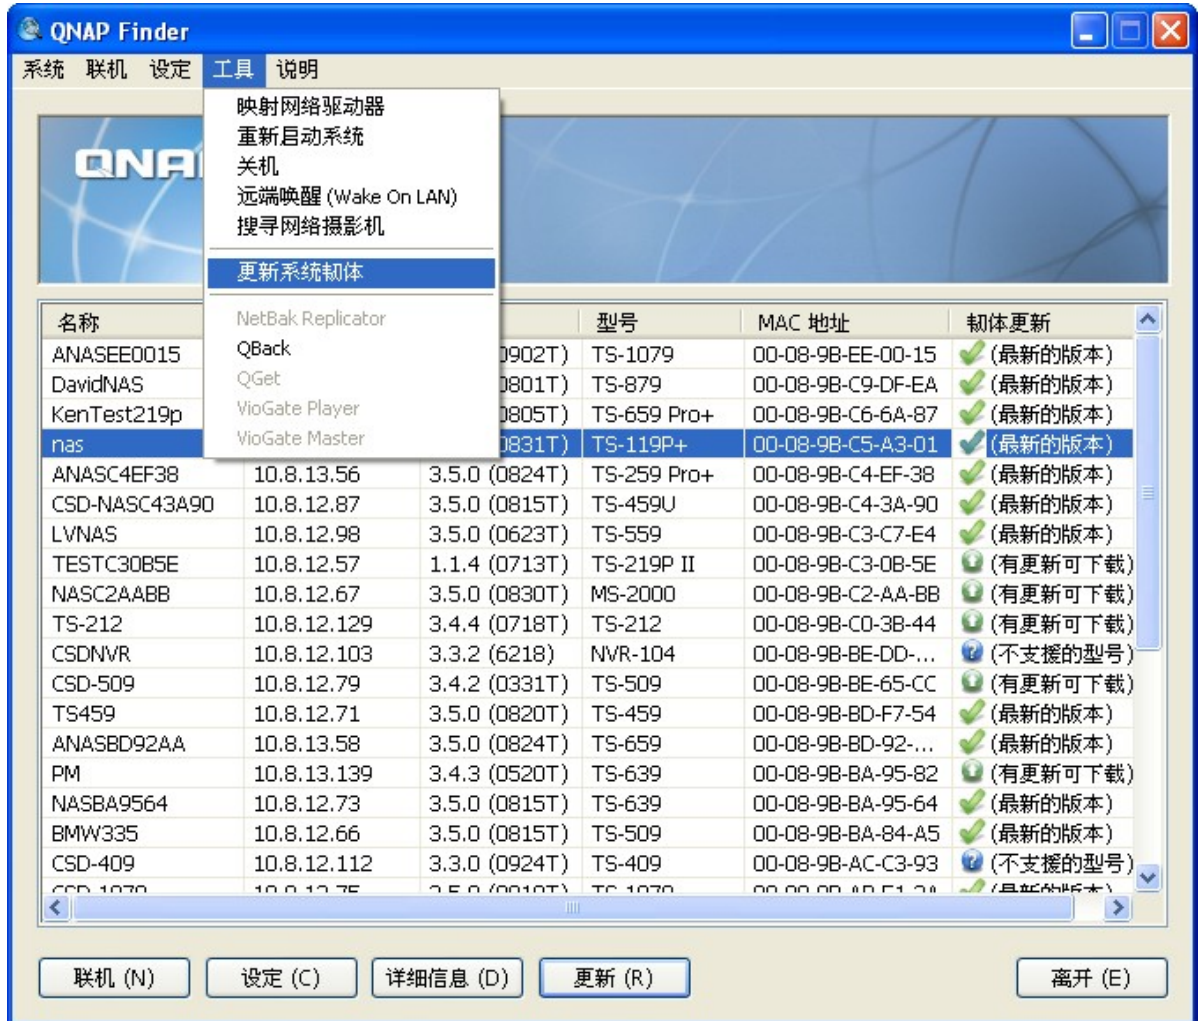 QNAP Finder
系统 联机 设定 工具 说明
映射网络驱动器
重新启动系统
关机
远端唤醒 (Wake On LAN)
搜寻网络摄影机
更新系统韧体
NetBak Replicator
QBack
QGet
VioGate Player
VioGate Master
QNA
名称 型号 MAC 地址 韧体更新
ANASEE0015 0902T) TS-1079 00-08-9B-EE-00-15 (最新的版本)
DavidNAS 0801T) TS-879 00-08-9B-C9-DF-EA (最新的版本)
KenTest219p 0805T) TS-659 Pro+ 00-08-9B-C6-6A-87 (最新的版本)
nas 0831T) TS-119P+ 00-08-9B-C5-A3-01 (最新的版本)
ANASC4EF38 10.8.13.56 3.5.0 (0824T) TS-259 Pro+ 00-08-9B-C4-EF-38 (最新的版本)
CSD-NASC43A90 10.8.12.87 3.5.0 (0815T) TS-459U 00-08-9B-C4-3A-90 (最新的版本)
LVNAS 10.8.12.98 3.5.0 (0623T) TS-559 00-08-9B-C3-C7-E4 (最新的版本)
TESTC30B5E 10.8.12.57 1.1.4 (0713T) TS-219P II 00-08-9B-C3-0B-5E (有更新可下载)
NASC2AABB 10.8.12.67 3.5.0 (0830T) MS-2000 00-08-9B-C2-AA-BB (有更新可下载)
TS-212 10.8.12.129 3.4.4 (0718T) TS-212 00-08-9B-C0-3B-44 (有更新可下载)
CSDNVR 10.8.12.103 3.3.2 (6218) NVR-104 00-08-9B-BE-DD-... (不支援的型号)
CSD-509 10.8.12.79 3.4.2 (0331T) TS-509 00-08-9B-BE-65-CC (有更新可下载)
TS459 10.8.12.71 3.5.0 (0820T) TS-459 00-08-9B-BD-F7-54 (最新的版本)
ANASBD92AA 10.8.13.58 3.5.0 (0824T) TS-659 00-08-9B-BD-92-... (最新的版本)
PM 10.8.13.139 3.4.3 (0520T) TS-639 00-08-9B-BA-95-82 (有更新可下载)
NASBA9564 10.8.12.73 3.5.0 (0815T) TS-639 00-08-9B-BA-95-64 (最新的版本)
BMW335 10.8.12.66 3.5.0 (0815T) TS-509 00-08-9B-BA-84-A5 (最新的版本)
CSD-409 10.8.12.112 3.3.0 (0924T) TS-409 00-08-9B-AC-C3-93 (不支援的型号)
联机 (N) 设定 (C) 详细信息 (D) 更新 (R) 离开 (E)